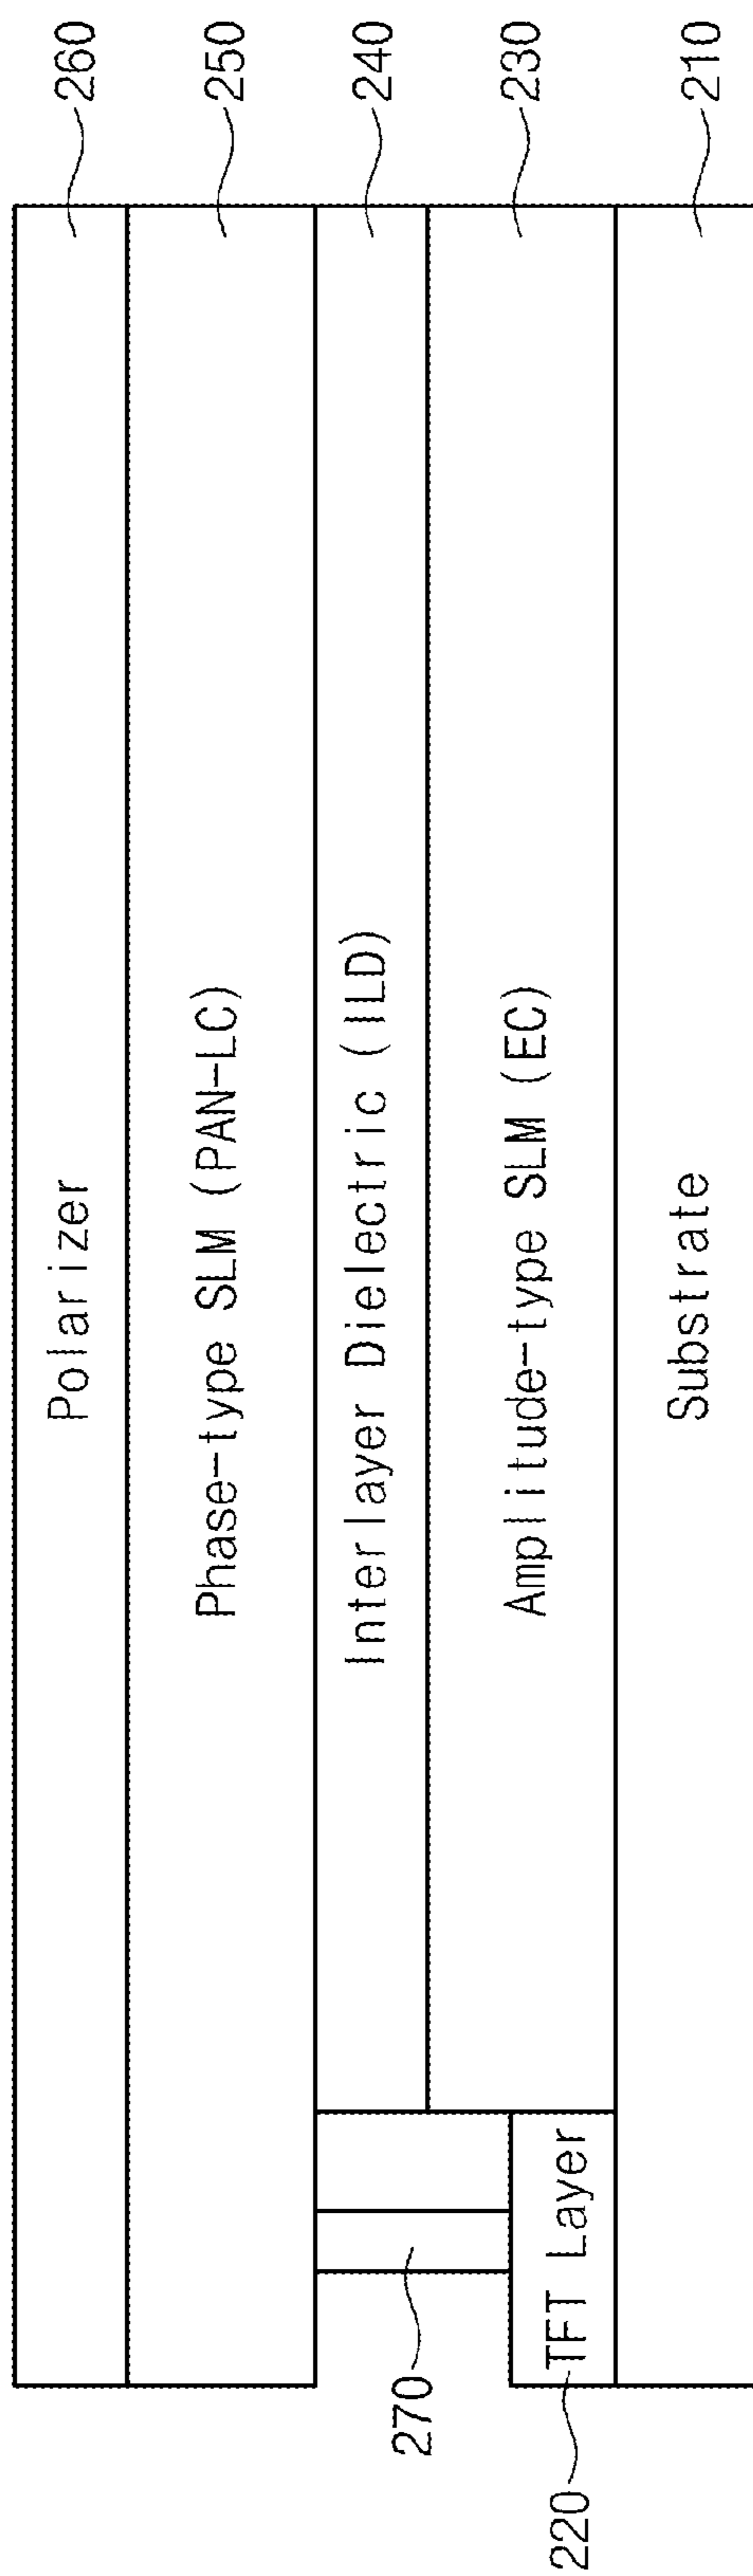 Polarizer
260
Phase-type SLM (PAN-LC)
250
Interlayer Dielectric (ILD)
240
Amplitude-type SLM (EC)
230
270
220
TFT Layer
Substrate
210